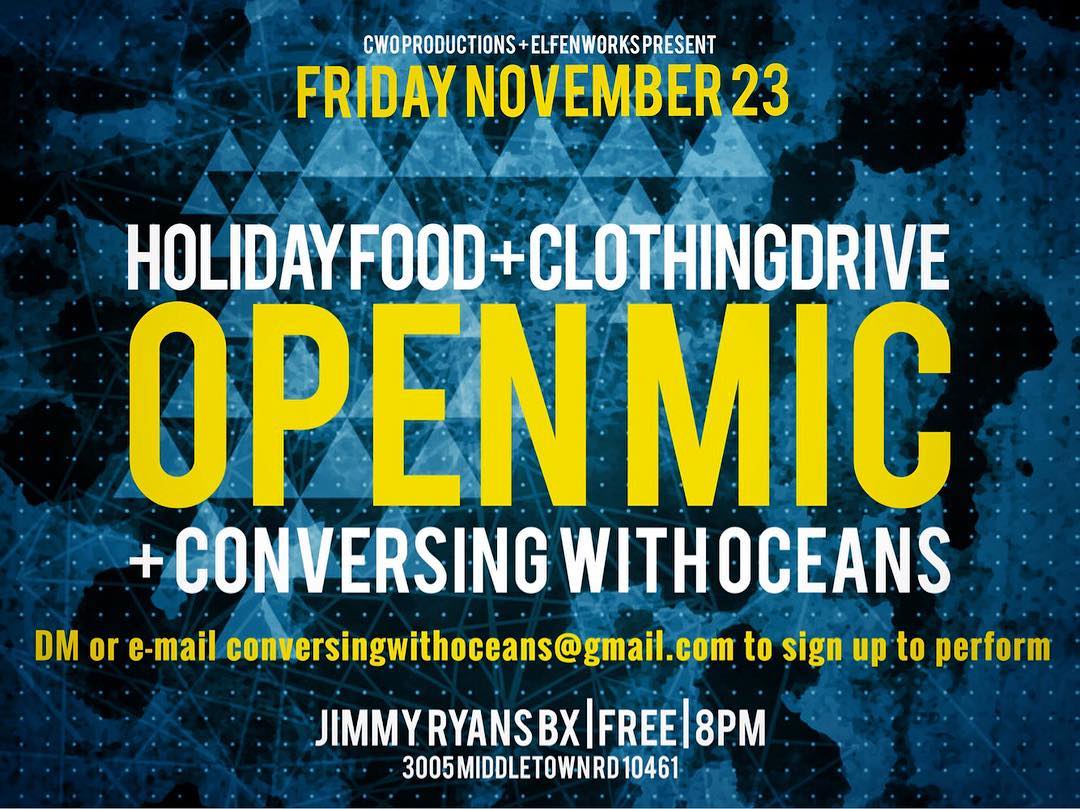 CWO PRODUCTIONS + ELFENWORKS PRESENT
FRIDAY NOVEMBER 23
HOLIDAY FOOD + CLOTHING DRIVE
OPEN MIC
+ CONVERSING WITH OCEANS
DM or e-mail conversingwithoceans@gmail.com to sign up to perform
JIMMY RYANS BX | FREE | 8PM
3005 MIDDLETOWN RD 10461